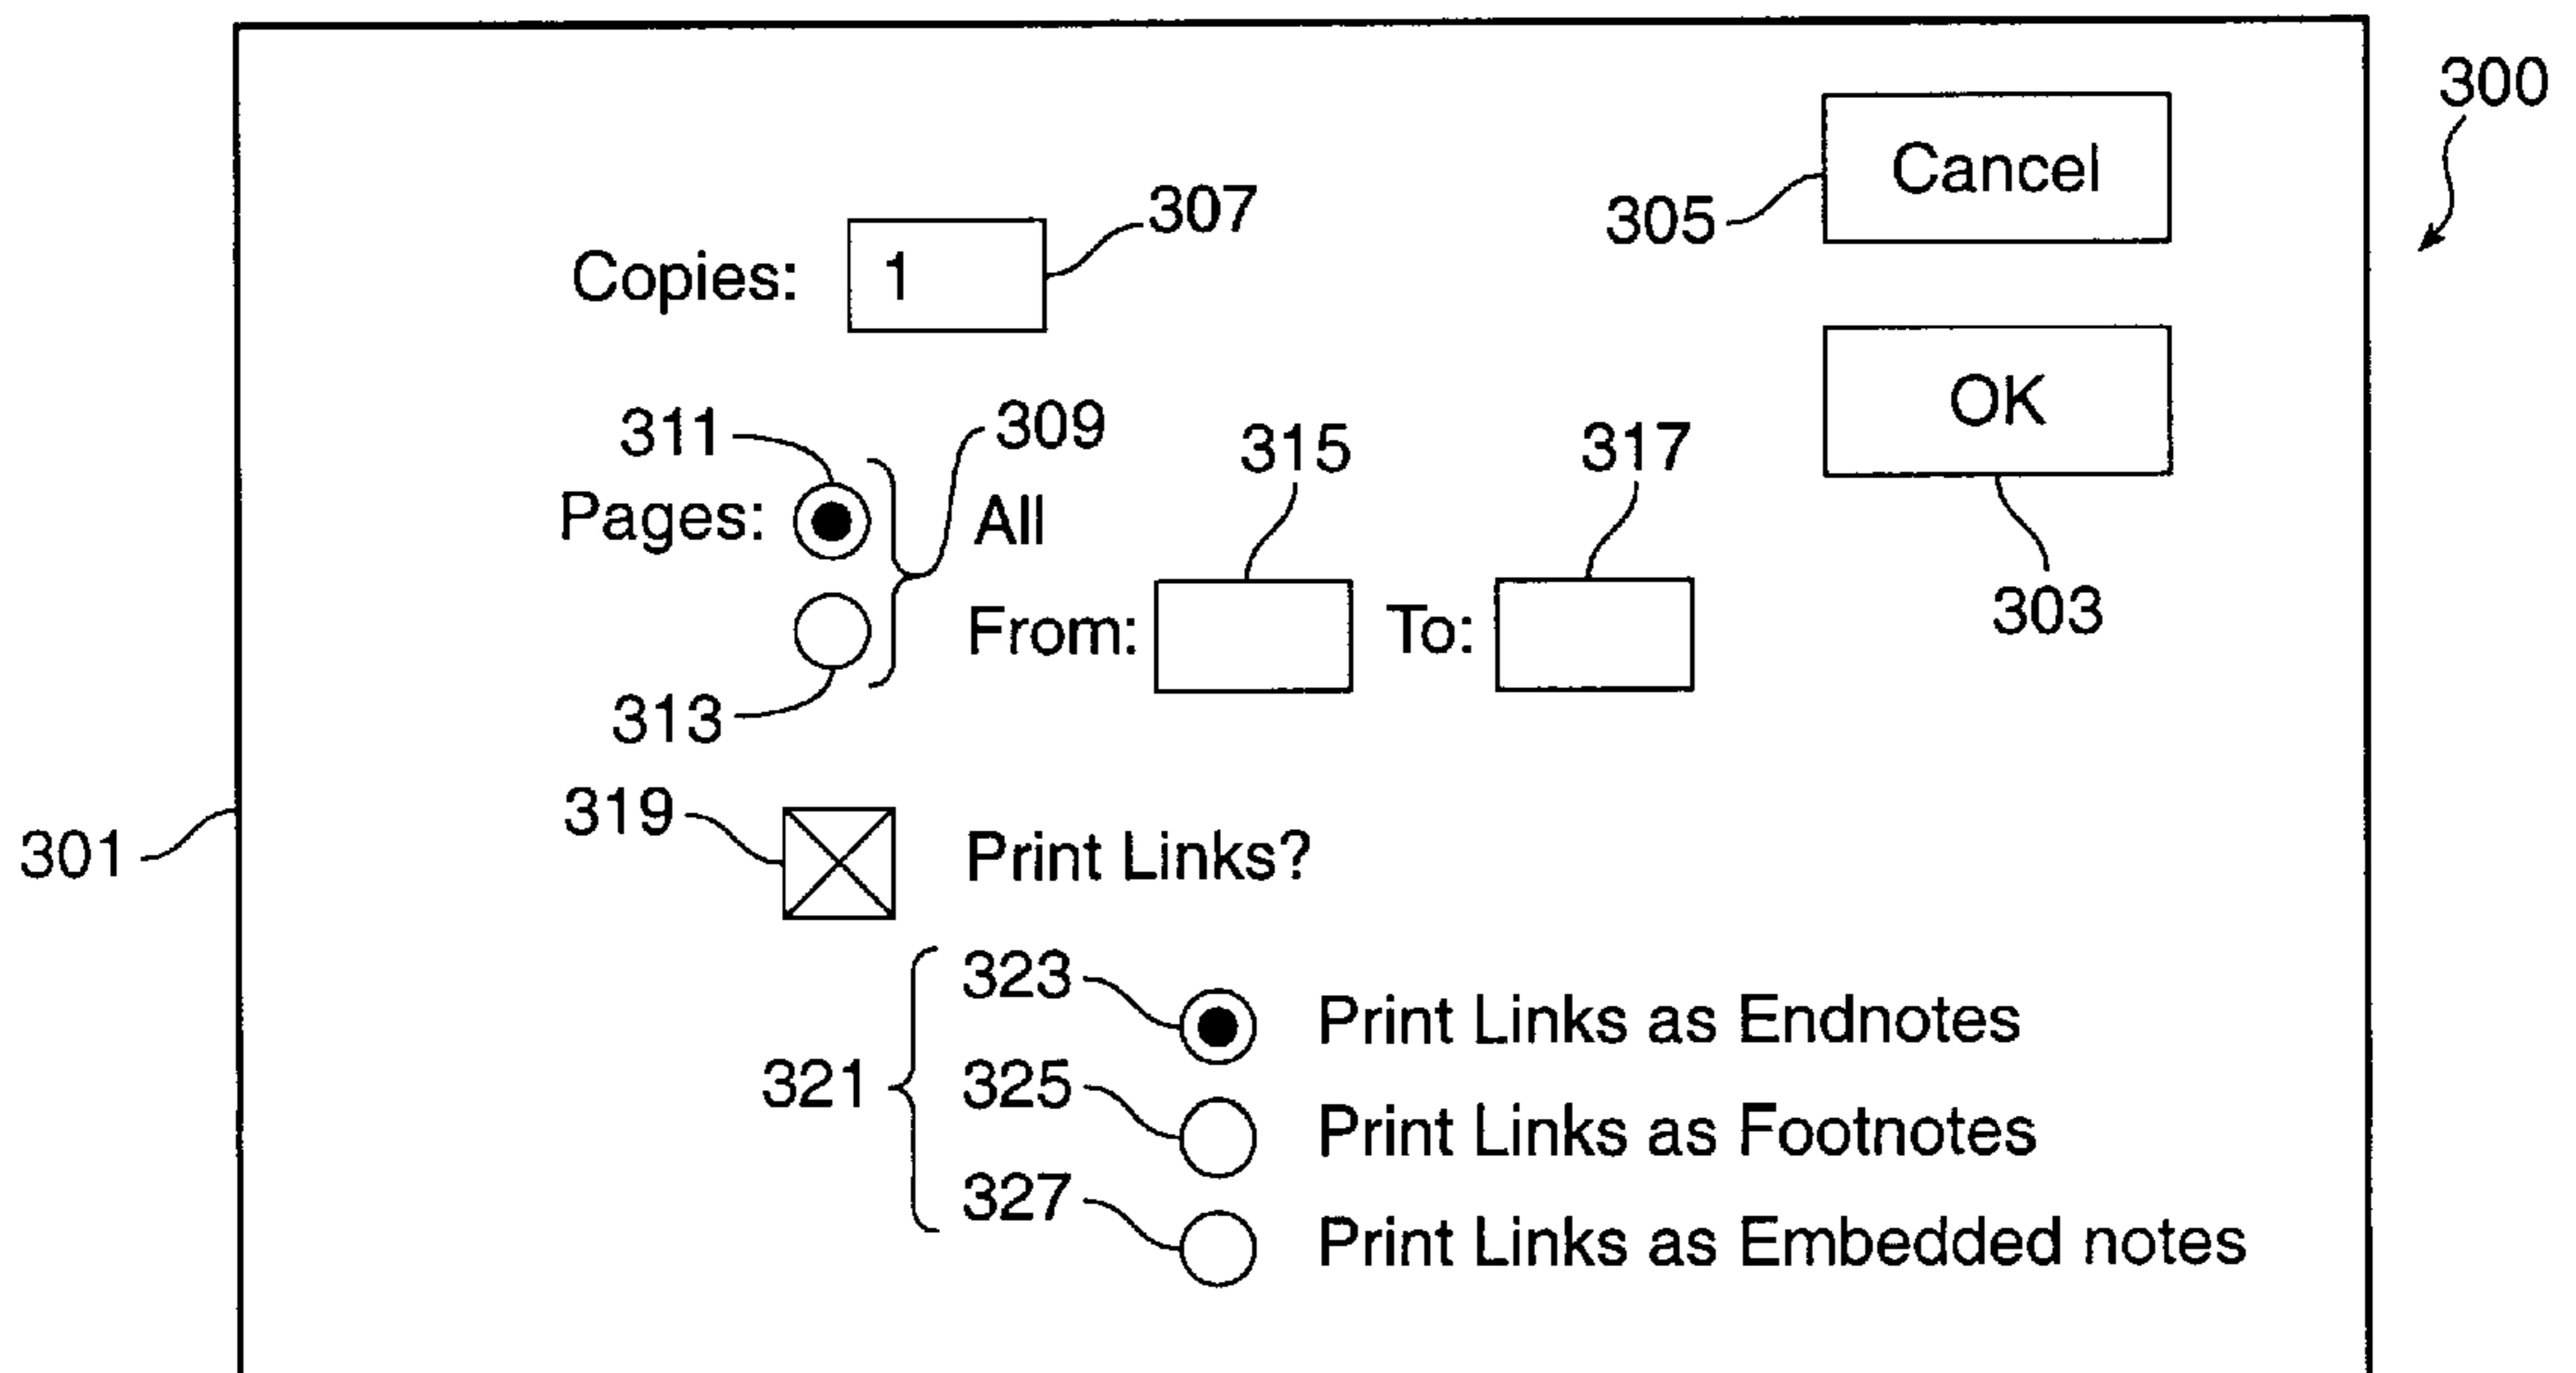 300
Cancel
305
307
Copies: 1
OK
303
311
309
Pages: All
315
317
From: To:
313
319
Print Links?
301
321
323
Print Links as Endnotes
325
Print Links as Footnotes
327
Print Links as Embedded notes